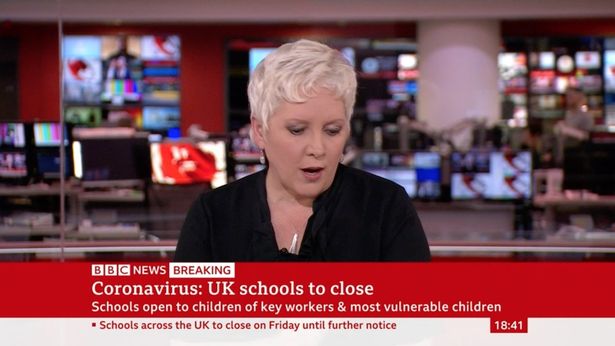 BBC NEWS BREAKING
Coronavirus: UK schools to close
Schools open to children of key workers & most vulnerable children
▪ Schools across the UK to close on Friday until further notice 18:41